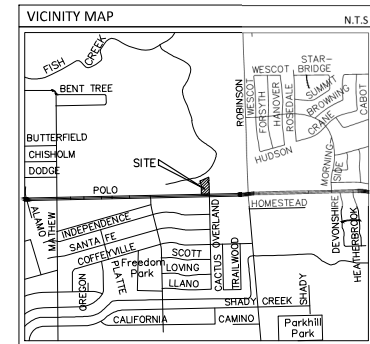 VICINITY MAP
N.T.S
FISH CREEK
BENT TREE
STAR-
BRIDGE
WESCOT
SUMMIT
BROWNING
CRANE
CABOT
ROBINSON
WESCOT
FORSYTH
HANOVER
ROSEDALE
HUDSON
MORNING-
SIDE
BUTTERFIELD
CHISHOLM
DODGE
SITE
POLO
HOMESTEAD
ALAMO
MATHEW
INDEPENDENCE
SANTA FE
COFFEYVILLE
OREGON
PLATTE
Freedom
Park
SCOTT
LOVING
LLANO
CACTUS
OVERLAND
TRAILWOOD
DEVONSHIRE
HEATHERBROOK
SHADY CREEK
SHADY
CALIFORNIA
CAMINO
Parkhill
Park